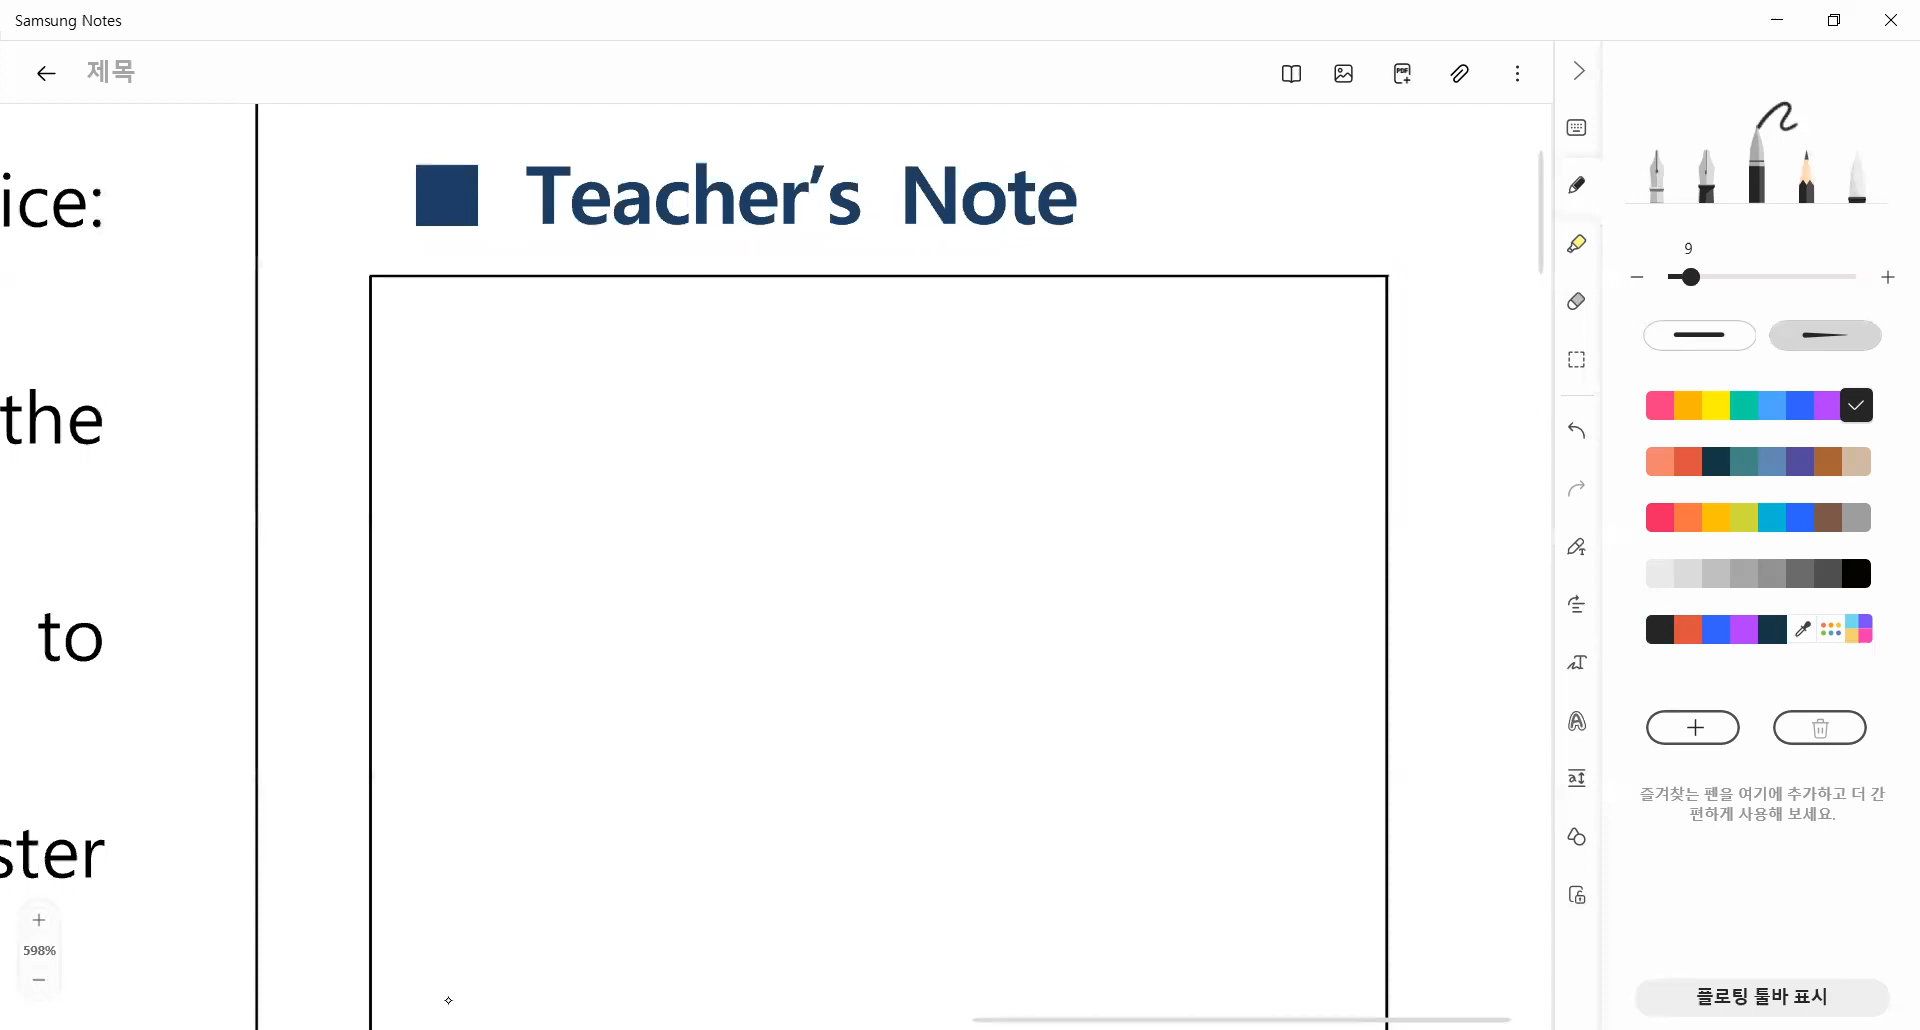 Samsung Notes
제목
PDF
ice:
the
to
ster
■ Teacher's Note
598%
9
즐겨찾는 펜을 여기에 추가하고 더 간
편하게 사용해 보세요.
플로팅 툴바 표시